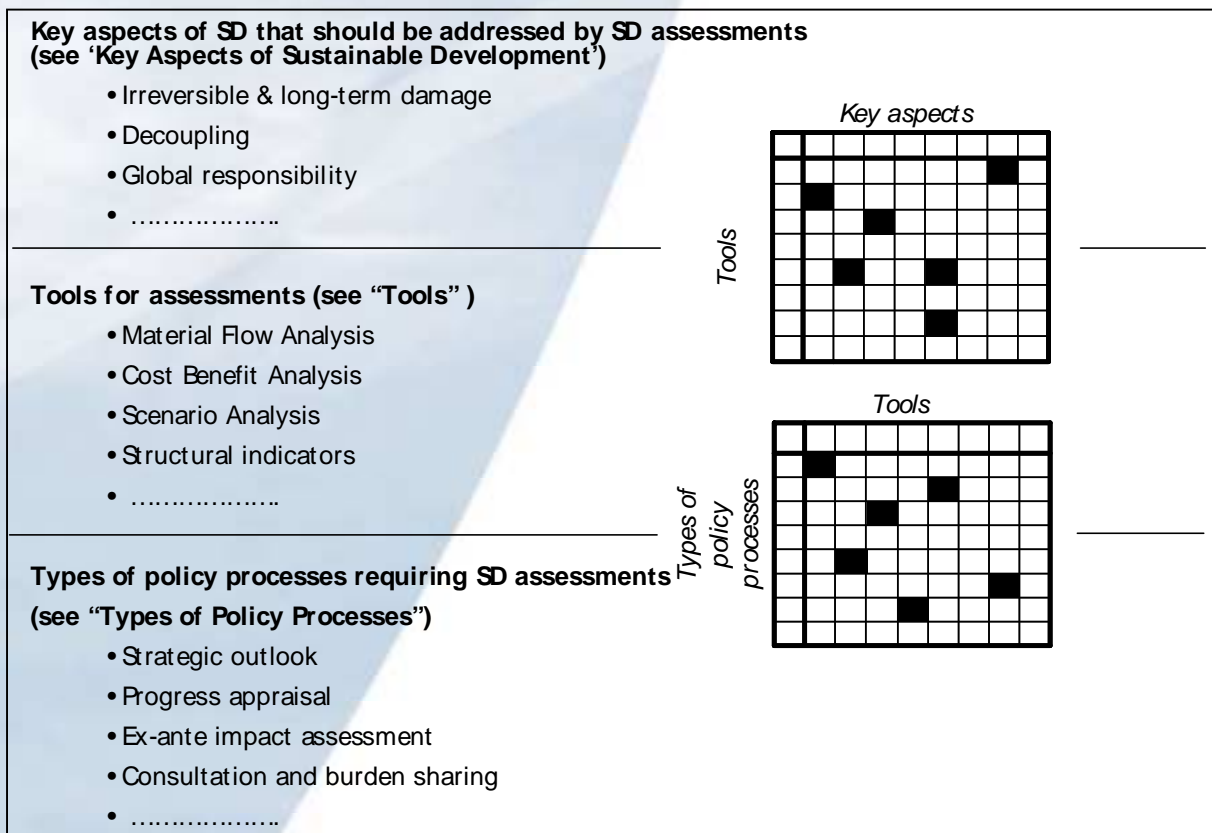 Key aspects of SD that should be addressed by SD assessments
(see ‘Key Aspects of Sustainable Development’)
• Irreversible & long-term damage
• Decoupling
• Global responsibility
• ………………..
Tools for assessments (see “Tools” )
• Material Flow Analysis
• Cost Benefit Analysis
• Scenario Analysis
• Structural indicators
• ………………..
Types of policy processes requiring SD assessments
(see “Types of Policy Processes”)
• Strategic outlook
• Progress appraisal
• Ex-ante impact assessment
• Consultation and burden sharing
• ………………..
Key aspects
Tools
Tools
Types of
policy
processes